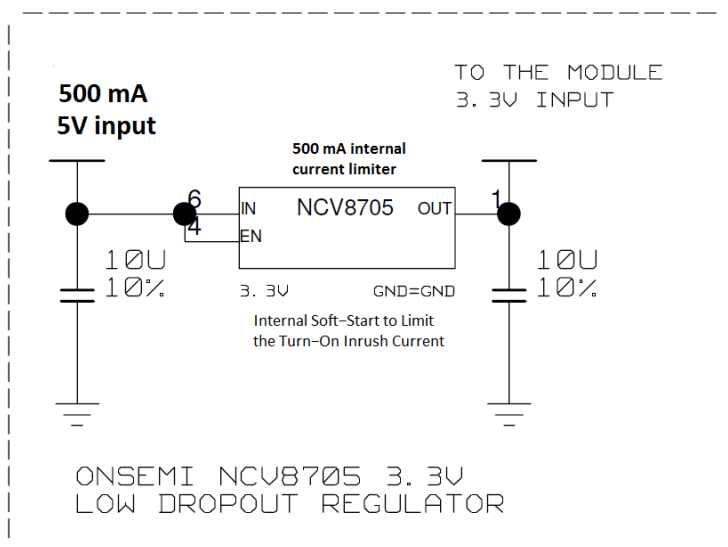 500 mA
5V input
TO THE MODULE
3.3V INPUT
500 mA internal
current limiter
6
IN
NCV8705
OUT
1
4
EN
10U
10%
3.3V
GND=GND
10U
10%
Internal Soft–Start to Limit
the Turn–On Inrush Current
ONSEMI NCV8705 3.3V
LOW DROPOUT REGULATOR